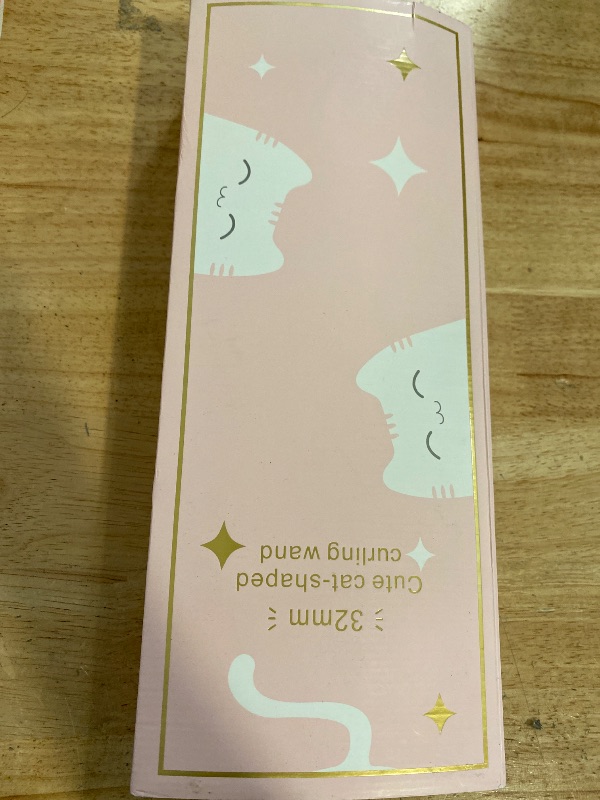 32mm
Cute cat-shaped
curling wand